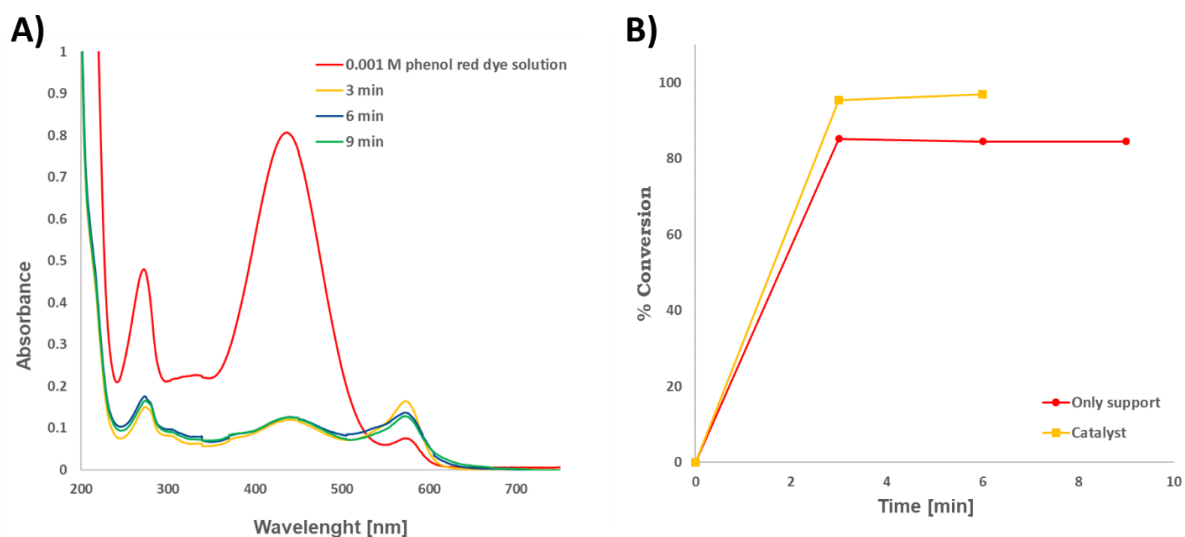 A)
1
0.9
0.8
0.7
0.6
0.5
0.4
0.3
0.2
0.1
0
Absorbance
0.001 M phenol red dye solution
3 min
6 min
9 min
200 300 400 500 600 700
Wavelenght [nm]
B)
100
80
60
40
20
0
% Conversion
Only support
Catalyst
0 2 4 6 8 10
Time [min]